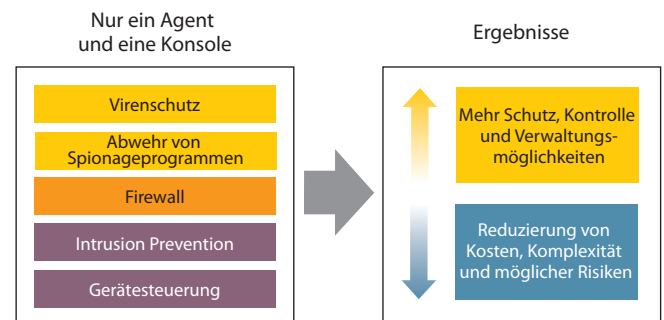 Nur ein Agent
und eine Konsole
Virenschutz
Abwehr von
Spionageprogrammen
Firewall
Intrusion Prevention
Gerätesteuerung
Ergebnisse
Mehr Schutz, Kontrolle
und Verwaltungs-
möglichkeiten
Reduzierung von
Kosten, Komplexität
und möglicher Risiken